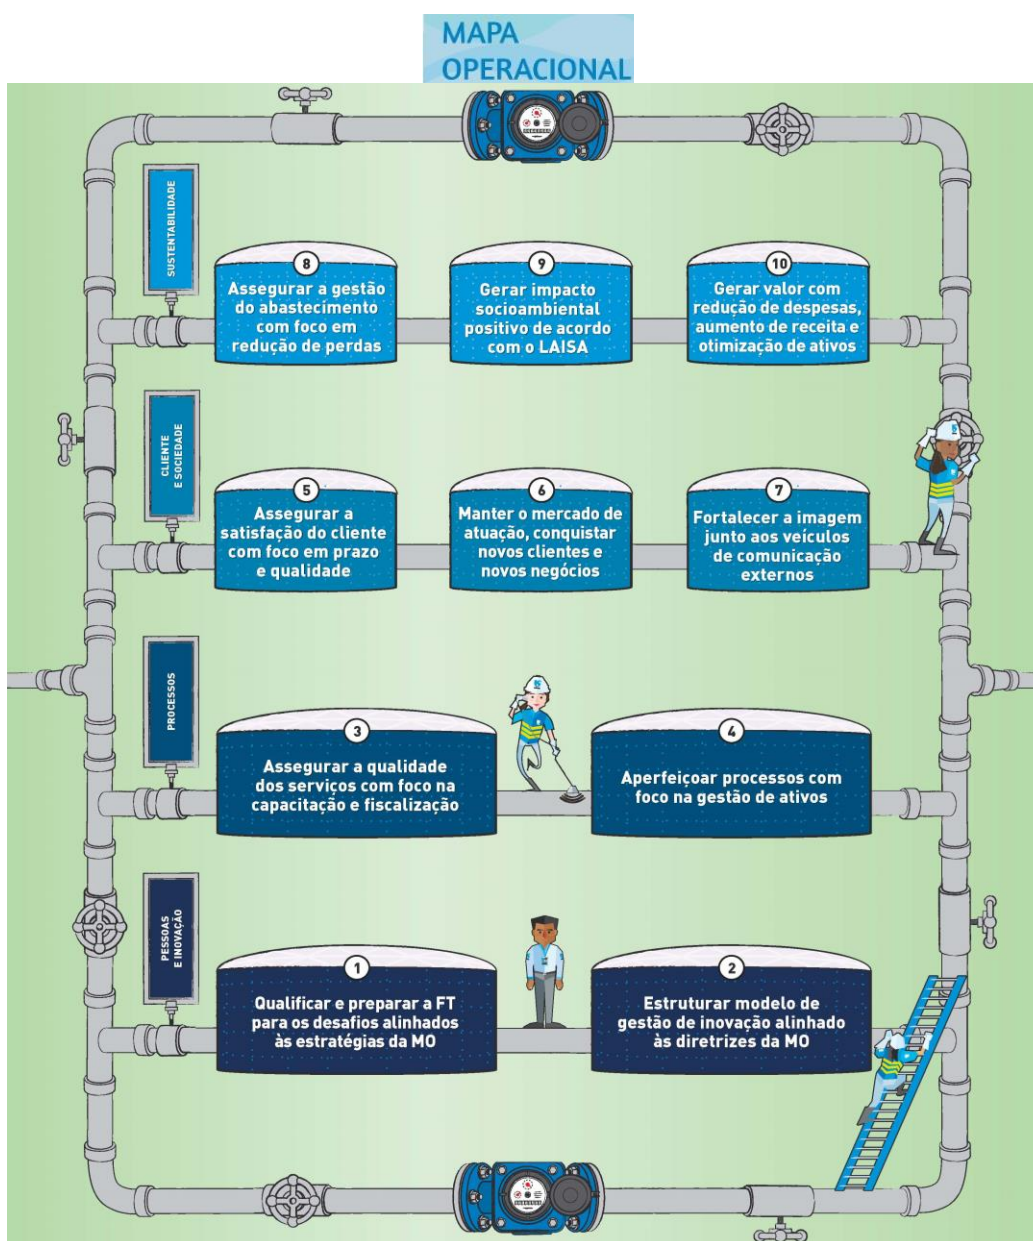 MAPA
OPERACIONAL
SUSTENTABILIDADE
8
Assegurar a gestão
do abastecimento
com foco em
redução de perdas
9
Gerar impacto
socioambiental
positivo de acordo
com o LAISA
10
Gerar valor com
redução de despesas,
aumento de receita e
otimização de ativos
CLIENTE
E SOCIEDADE
5
Assegurar a
satisfação do cliente
com foco em prazo
e qualidade
6
Manter o mercado de
atuação, conquistar
novos clientes e
novos negócios
7
Fortalecer a imagem
junto aos veículos
de comunicação
externos
PROCESSOS
3
Assegurar a qualidade
dos serviços com foco na
capacitação e fiscalização
4
Aperfeiçoar processos com
foco na gestão de ativos
PESSOAS
E INOVAÇÃO
1
Qualificar e preparar a FT
para os desafios alinhados
às estratégias da MO
2
Estruturar modelo de
gestão de inovação alinhado
às diretrizes da MO